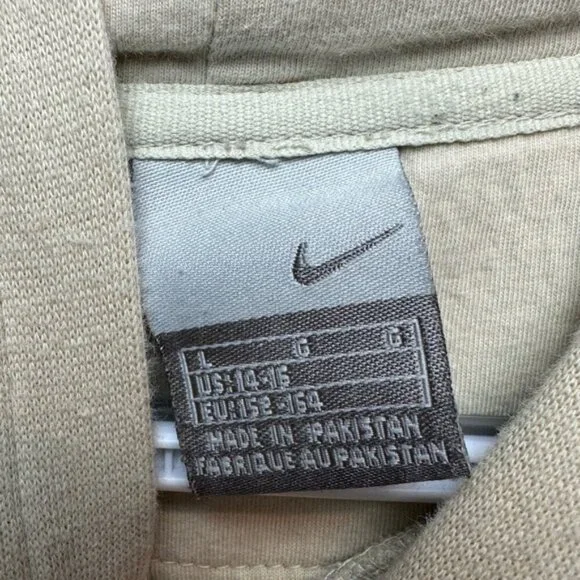 L G G
US:14-16
EU:152-164
MADE IN PAKISTAN
FABRIQUE AU PAKISTAN